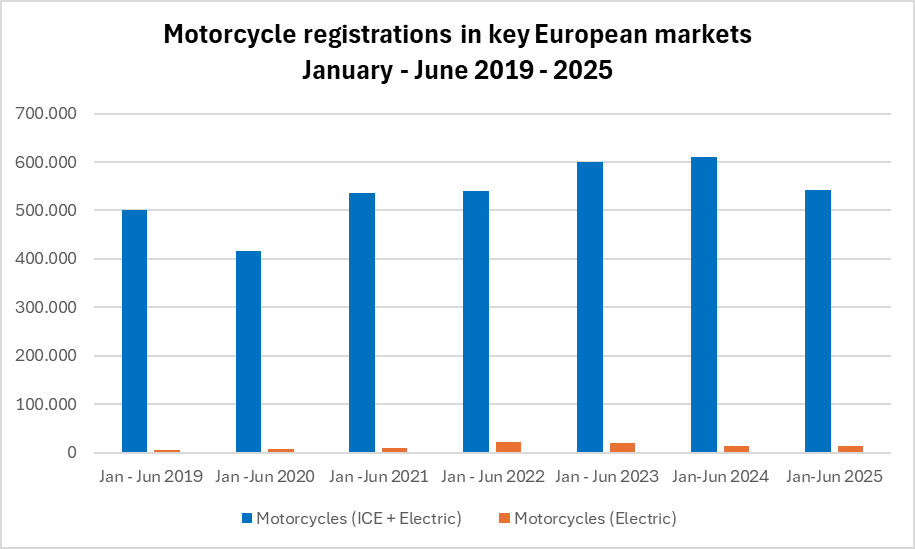 Motorcycle registrations in key European markets
January - June 2019 - 2025
700.000
600.000
500.000
400.000
300.000
200.000
100.000
0
Jan - Jun 2019
Jan -Jun 2020
Jan -Jun 2021
Jan - Jun 2022
Jan - Jun 2023
Jan-Jun 2024
Jan-Jun 2025
Motorcycles (ICE + Electric)
Motorcycles (Electric)